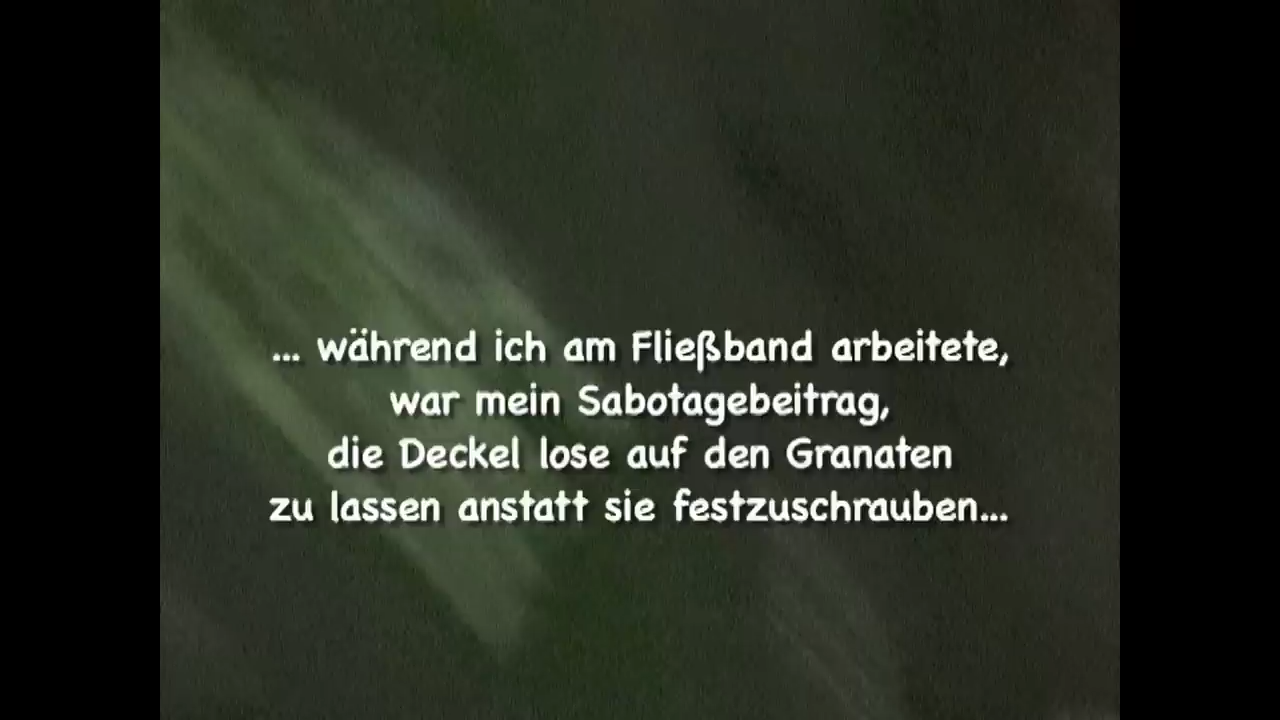 ... während ich am Fließband arbeitete,
war mein Sabotagebeitrag,
die Deckel lose auf den Granaten
zu lassen anstatt sie festzuschrauben...